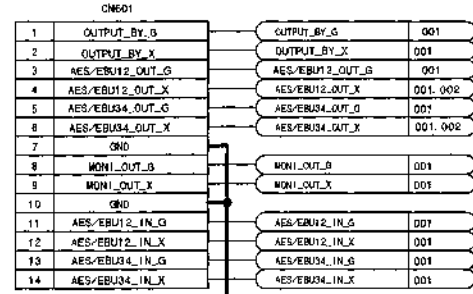 CN601
1 OUTPUT_BY_G OUTPUT_BY_G 001
2 OUTPUT_BY_X OUTPUT_BY_X 001
3 AES/EBU12_OUT_G AES/EBU12_OUT_G 001
4 AES/EBU12_OUT_X AES/EBU12_OUT_X 001.002
5 AES/EBU34_OUT_G AES/EBU34_OUT_G 001
6 AES/EBU34_OUT_X AES/EBU34_OUT_X 001.002
7 GND
8 MONI_OUT_G MONI_OUT_G 001
9 MONI_OUT_X MONI_OUT_X 001
10 GND
11 AES/EBU12_IN_G AES/EBU12_IN_G 001
12 AES/EBU12_IN_X AES/EBU12_IN_X 001
13 AES/EBU34_IN_G AES/EBU34_IN_G 001
14 AES/EBU34_IN_X AES/EBU34_IN_X 001